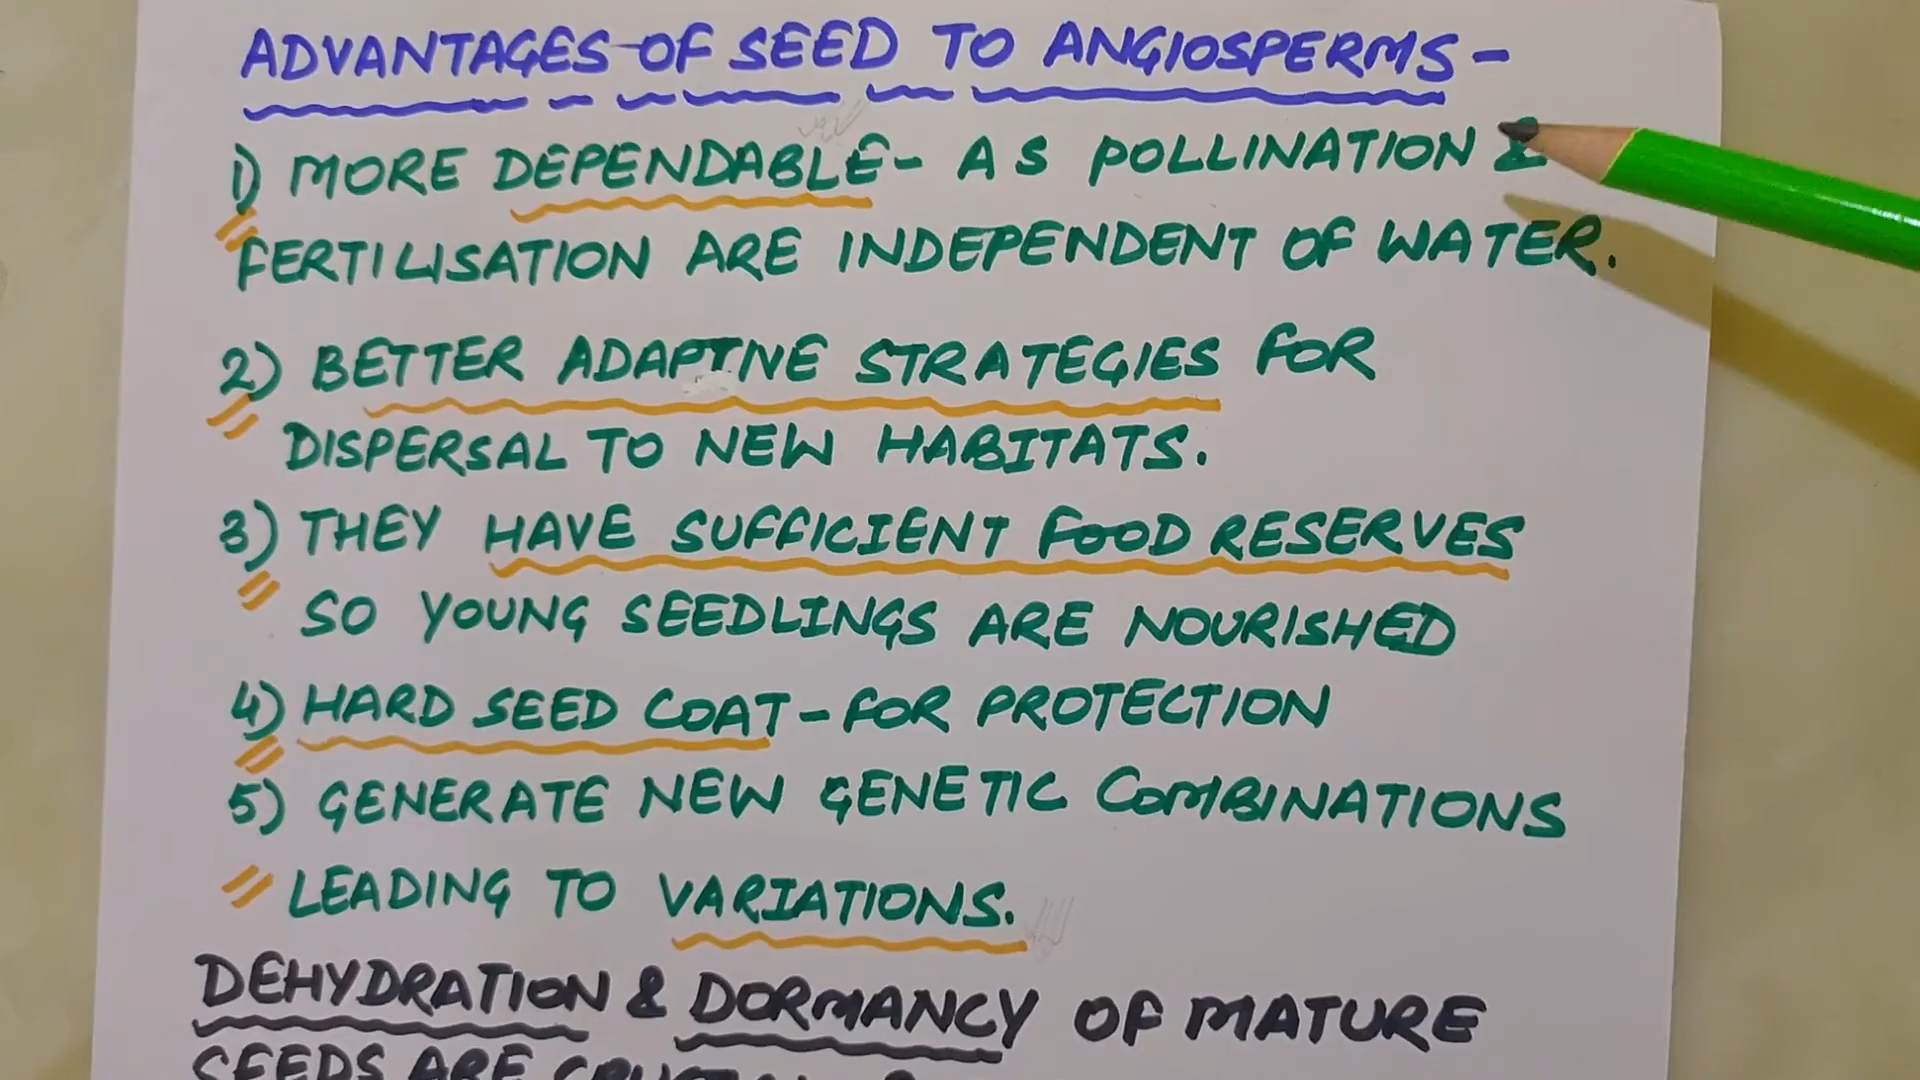 ADVANTAGES OF SEED TO ANGIOSPERMS-
1) MORE DEPENDABLE- AS POLLINATION &
FERTILISATION ARE INDEPENDENT OF WATER.
2) BETTER ADAPTIVE STRATEGIES FOR
DISPERSAL TO NEW HABITATS.
3) THEY HAVE SUFFICIENT FOOD RESERVES
SO YOUNG SEEDLINGS ARE NOURISHED
4) HARD SEED COAT-FOR PROTECTION
5) GENERATE NEW GENETIC COMBINATIONS
LEADING TO VARIATIONS.
DEHYDRATION & DORMANCY OF MATURE
SEEDS ARE